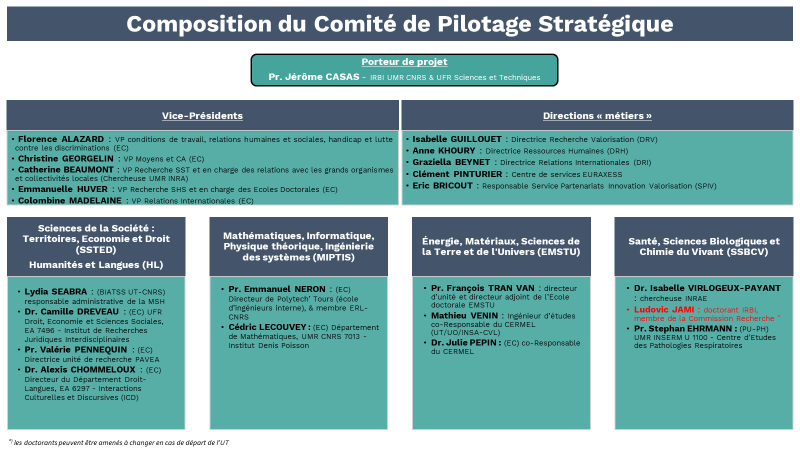 Composition du Comité de Pilotage Stratégique
Porteur de projet
Pr. Jérôme CASAS – IRBI UMR CNRS & UFR Sciences et Techniques
Vice-Présidents
• Florence ALAZARD : VP conditions de travail, relations humaines et sociales, handicap et lutte
contre les discriminations (EC)
• Christine GEORGELIN : VP Moyens et CA (EC)
• Catherine BEAUMONT : VP Recherche SST et en charge des relations avec les grands organismes
et collectivités locales (Chercheuse UMR INRA)
• Emmanuelle HUVER : VP Recherche SHS et en charge des Ecoles Doctorales (EC)
• Colombine MADELAINE : VP Relations Internationales (EC)
Directions « métiers »
• Isabelle GUILLOUET : Directrice Recherche Valorisation (DRV)
• Anne KHOURY : Directrice Ressources Humaines (DRH)
• Graziella BEYNET : Directrice Relations Internationales (DRI)
• Clément PINTURIER : Centre de services EURAXESS
• Eric BRICOUT : Responsable Service Partenariats Innovation Valorisation (SPIV)
Sciences de la Société :
Territoires, Economie et Droit
(SSTED)
Humanités et Langues (HL)
• Lydia SEABRA : (BIATSS UT-CNRS)
responsable administrative de la MSH
• Dr. Camille DREVEAU : (EC) UFR
Droit, Economie et Sciences Sociales,
EA 7496 - Institut de Recherches
Juridiques Interdisciplinaires
• Pr. Valérie PENNEQUIN : (EC)
Directrice unité de recherche PAVEA
• Dr. Alexis CHOMMELOUX : (EC)
Directeur du Département Droit-
Langues, EA 6297 - Interactions
Culturelles et Discursives (ICD)
Mathématiques, Informatique,
Physique théorique, Ingénierie
des systèmes (MIPTIS)
• Pr. Emmanuel NERON : (EC)
Directeur de Polytech' Tours (école
d'ingénieurs interne), & membre ERL-
CNRS
• Cédric LECOUVEY : (EC) Département
de Mathématiques, UMR CNRS 7013 -
Institut Denis Poisson
Énergie, Matériaux, Sciences de
la Terre et de l'Univers (EMSTU)
• Pr. François TRAN VAN : directeur
d'unité et directeur adjoint de l'Ecole
doctorale EMSTU
• Mathieu VENIN : Ingénieur d'études
co-Responsable du CERMEL
(UT/UO/INSA-CVL)
• Dr. Julie PEPIN : (EC) co-Responsable
du CERMEL
Santé, Sciences Biologiques et
Chimie du Vivant (SSBCV)
• Dr. Isabelle VIRLOGEUX-PAYANT
: chercheuse INRAE
• Ludovic JAMI : doctorant IRBI,
membre de la Commission Recherche *
• Pr. Stephan EHRMANN : (PU-PH)
UMR INSERM U 1100 - Centre d'Etudes
des Pathologies Respiratoires
*) les doctorants peuvent être amenés à changer en cas de départ de l'UT